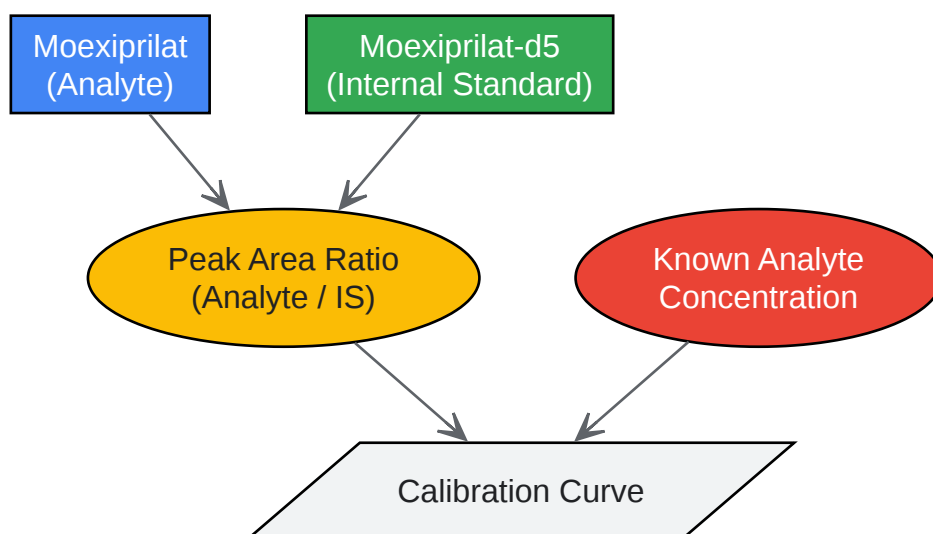 Moexiprilat
(Analyte)
Moexiprilat-d5
(Internal Standard)
Peak Area Ratio
(Analyte / IS)
Known Analyte
Concentration
Calibration Curve